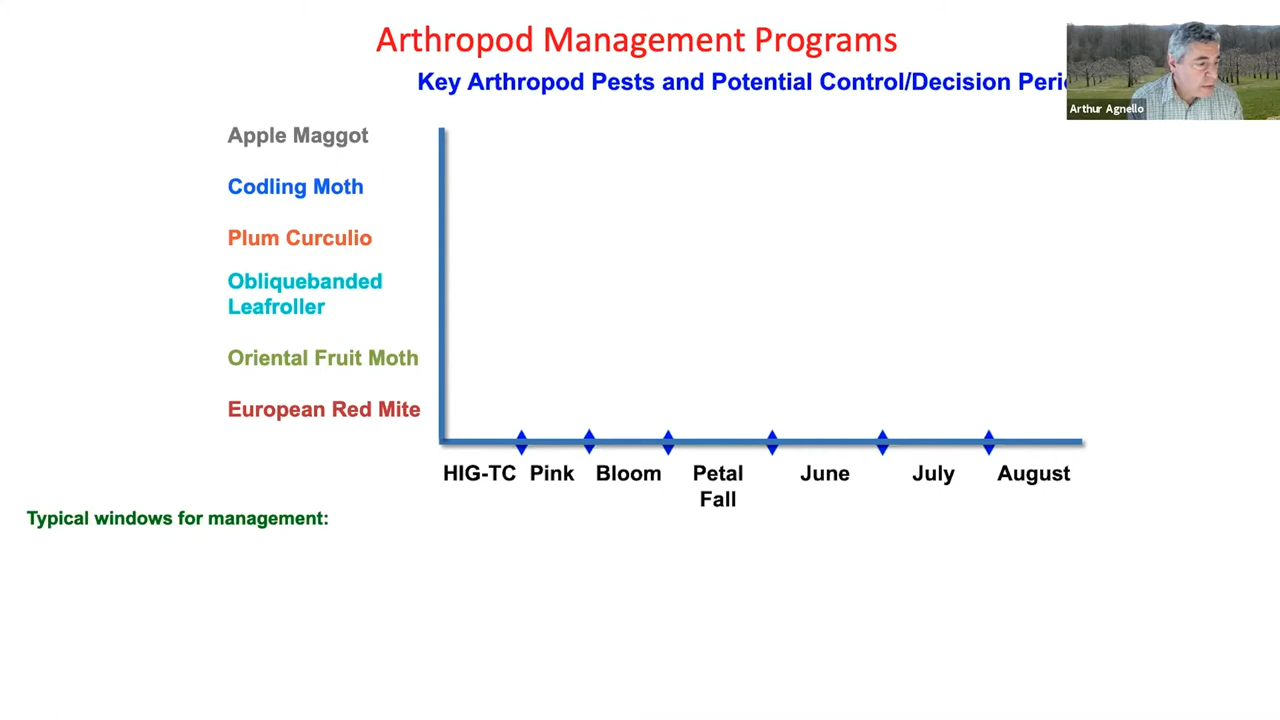 Arthropod Management Programs
Key Arthropod Pests and Potential Control/Decision
Arthur Agnello
Apple Maggot
Codling Moth
Plum Curculio
Obliquebanded
Leafroller
Oriental Fruit Moth
European Red Mite
HIG-TC Pink Bloom Petal June July August
Fall
Typical windows for management: